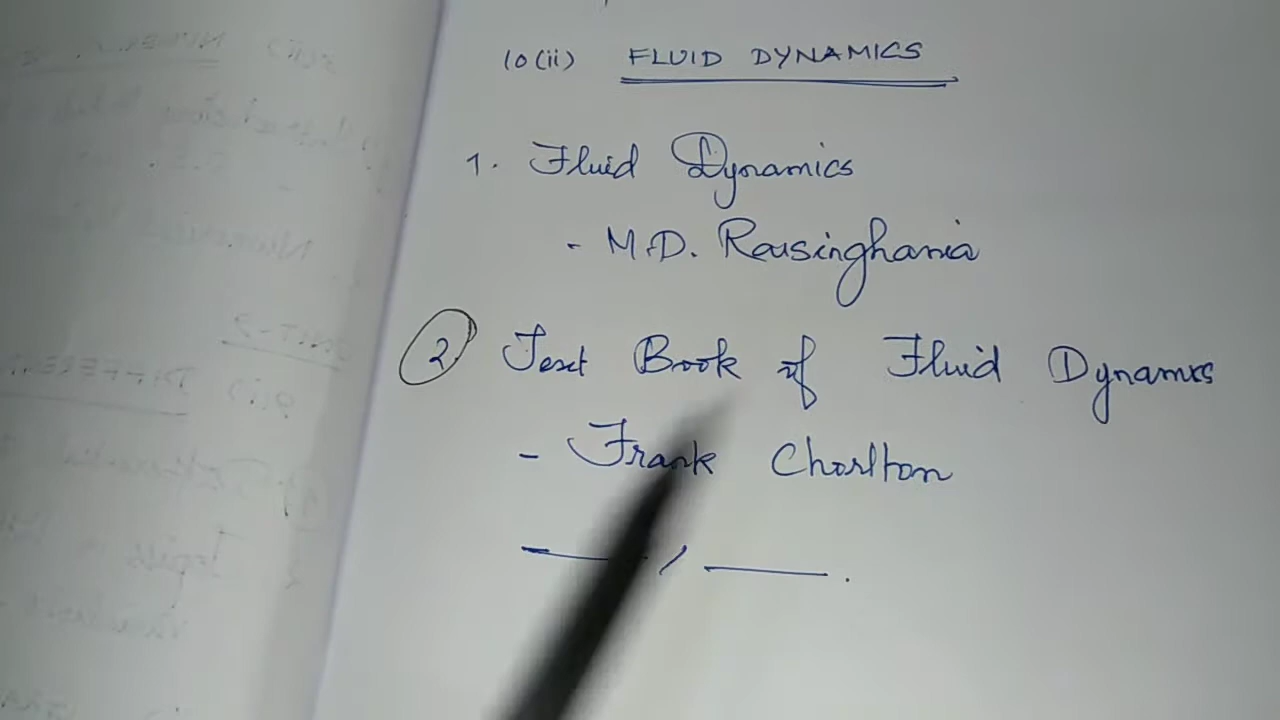 10(ii) FLUID DYNAMICS
1. Fluid Dynamics
- M.D. Raisinghania
2 Text Book of Fluid Dynamics
- Frank Chorlton